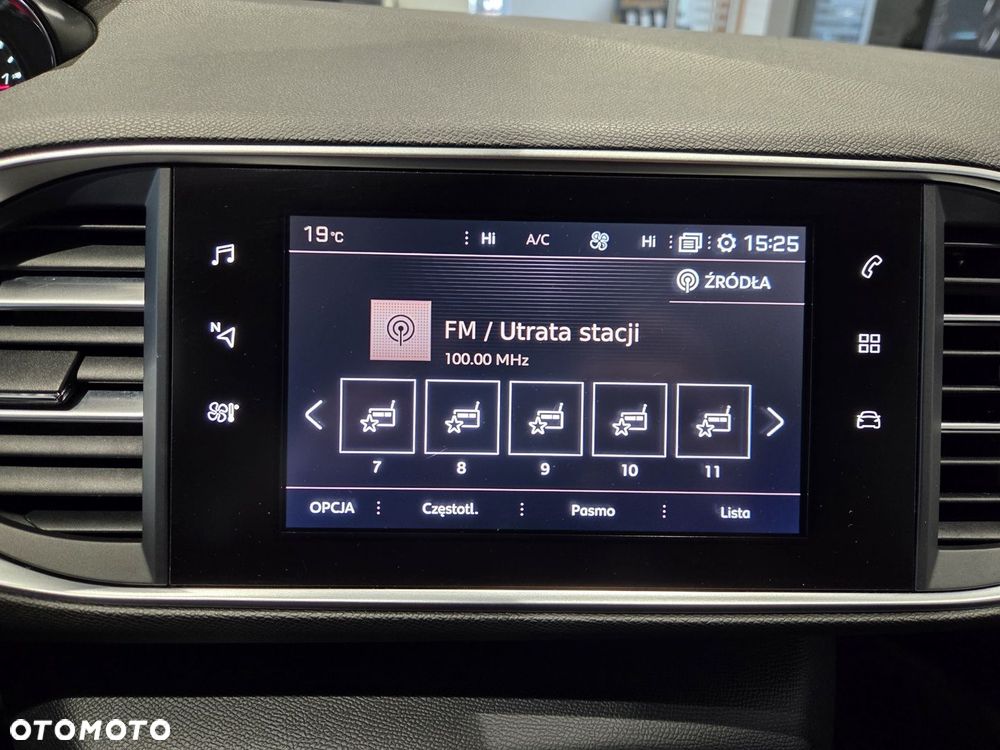 19°C Hi A/C Hi 15:25
ŹRÓDŁA
FM / Utrata stacji
100.00 MHz
N
7 8 9 10 11
OPCJA Częstotl. Pasmo Lista
OTOMOTO